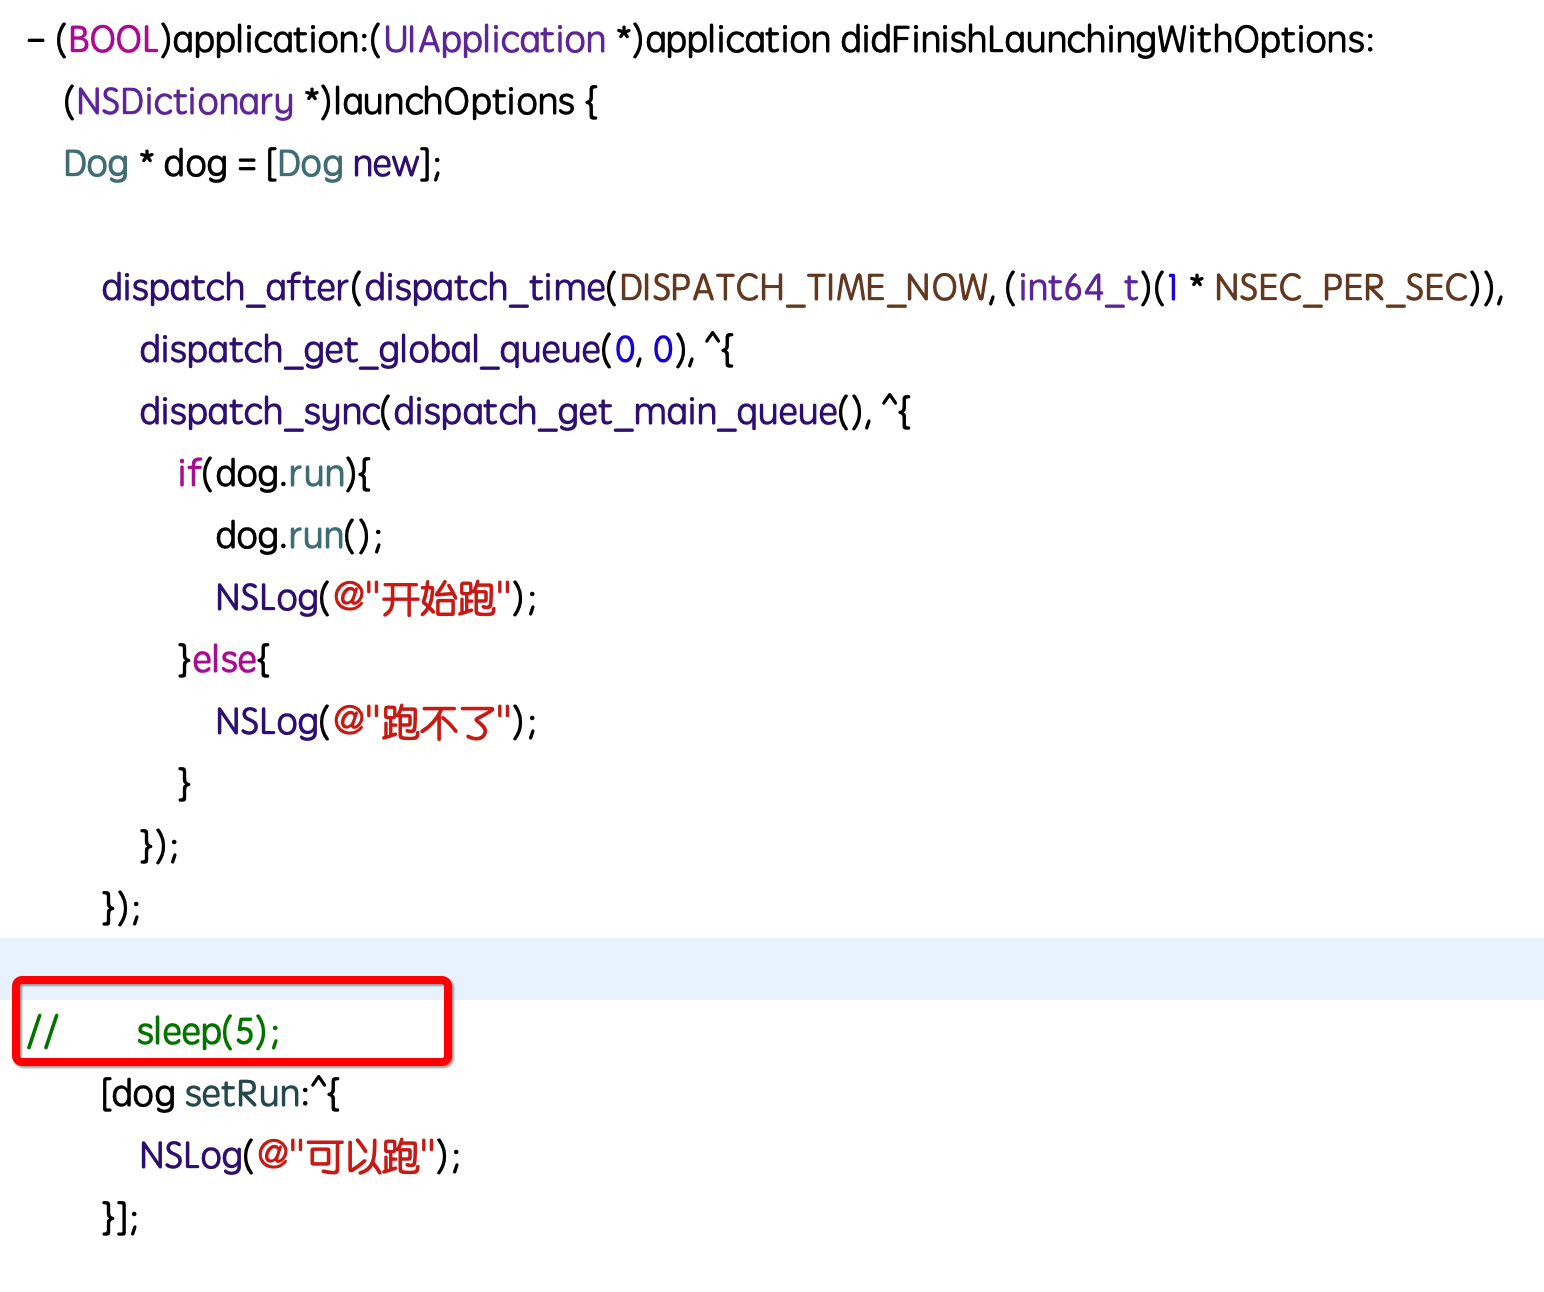 - (BOOL)application:(UIApplication *)application didFinishLaunchingWithOptions:
(NSDictionary *)launchOptions {
Dog * dog = [Dog new];
dispatch_after(dispatch_time(DISPATCH_TIME_NOW, (int64_t)(1 * NSEC_PER_SEC)),
dispatch_get_global_queue(0, 0), ^{
dispatch_sync(dispatch_get_main_queue(), ^{
if(dog.run){
dog.run();
NSLog(@"开始跑");
}else{
NSLog(@"跑不了");
}
});
});
// sleep(5);
[dog setRun:^{
NSLog(@"可以跑");
}];